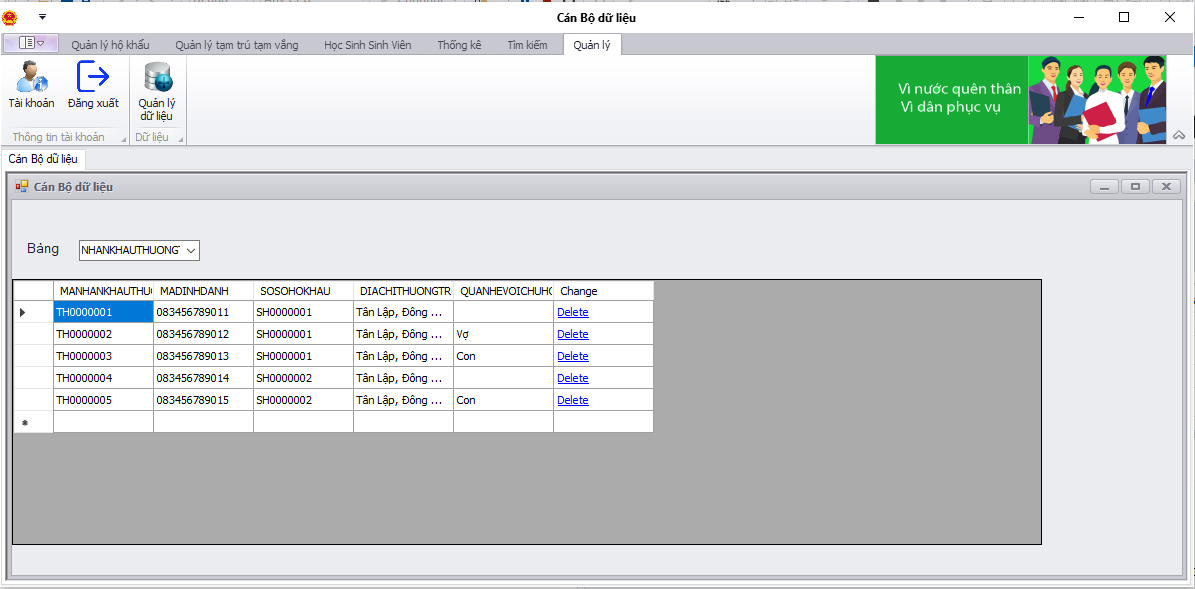 Cán Bộ dữ liệu
Quản lý hộ khẩu Quản lý tạm trú tạm vắng Học Sinh Sinh Viên Thống kê Tìm kiếm Quản lý
Tài khoản Đăng xuất Quản lý
dữ liệu
Thông tin tài khoản Dữ liệu
Vì nước quên thân
Vì dân phục vụ
Cán Bộ dữ liệu
Cán Bộ dữ liệu
Bảng NHANKHAUTHUONGT
MANHANKHAUTHU MADINHDANH SOSOHOKHAU DIACHITHUONGTR QUANHEVOICHUHO Change
TH0000001 083456789011 SH0000001 Tân Lập, Đông ... Delete
TH0000002 083456789012 SH0000001 Tân Lập, Đông ... Vợ Delete
TH0000003 083456789013 SH0000001 Tân Lập, Đông ... Con Delete
TH0000004 083456789014 SH0000002 Tân Lập, Đông ... Delete
TH0000005 083456789015 SH0000002 Tân Lập, Đông ... Con Delete